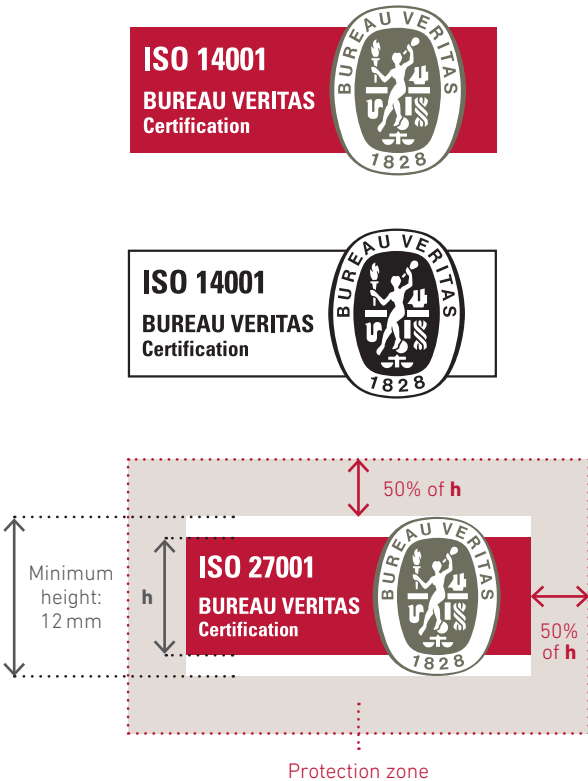 ISO 14001
BUREAU VERITAS
Certification
BUREAU VERITAS
1828
ISO 14001
BUREAU VERITAS
Certification
BUREAU VERITAS
1828
50% of h
Minimum
height:
12 mm
h
ISO 27001
BUREAU VERITAS
Certification
BUREAU VERITAS
1828
50%
of h
Protection zone